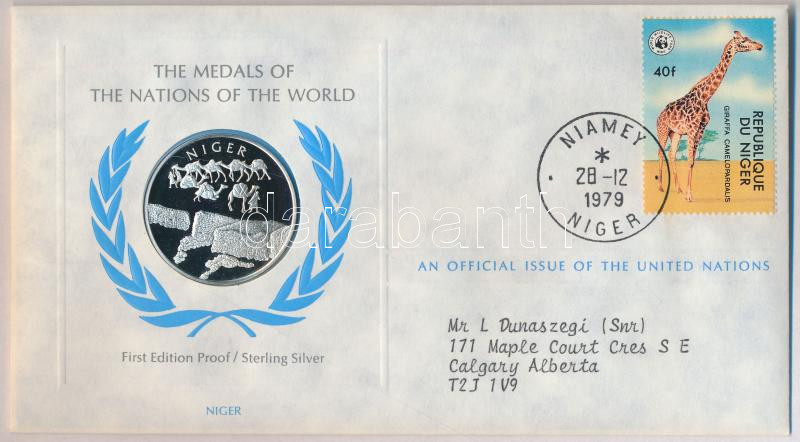 THE MEDALS OF
THE NATIONS OF THE WORLD
NIGER
First Edition Proof / Sterling Silver
NIGER
40f
REPUBLIQUE
DU NIGER
GIRAFFA CAMELOPARDALIS
NIAMEY
*
28-12
1979
NIGER
AN OFFICIAL ISSUE OF THE UNITED NATIONS
Mr L Dunaszegi (Snr)
171 Maple Court Cres S E
Calgary Alberta
T2J 1V9
darabanth